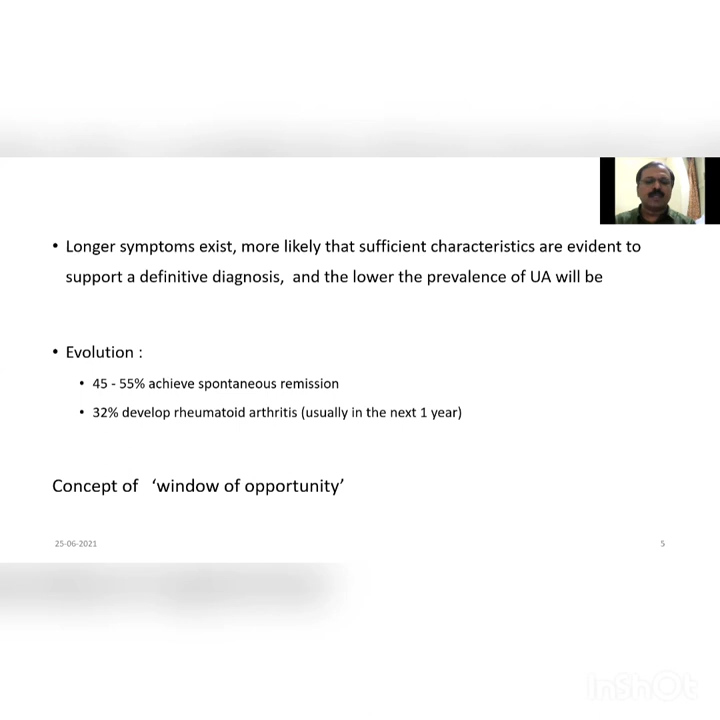 • Longer symptoms exist, more likely that sufficient characteristics are evident to
support a definitive diagnosis,  and the lower the prevalence of UA will be
• Evolution :
• 45 - 55% achieve spontaneous remission
• 32% develop rheumatoid arthritis (usually in the next 1 year)
Concept of  ‘window of opportunity’
25-06-2021
5
InShOt